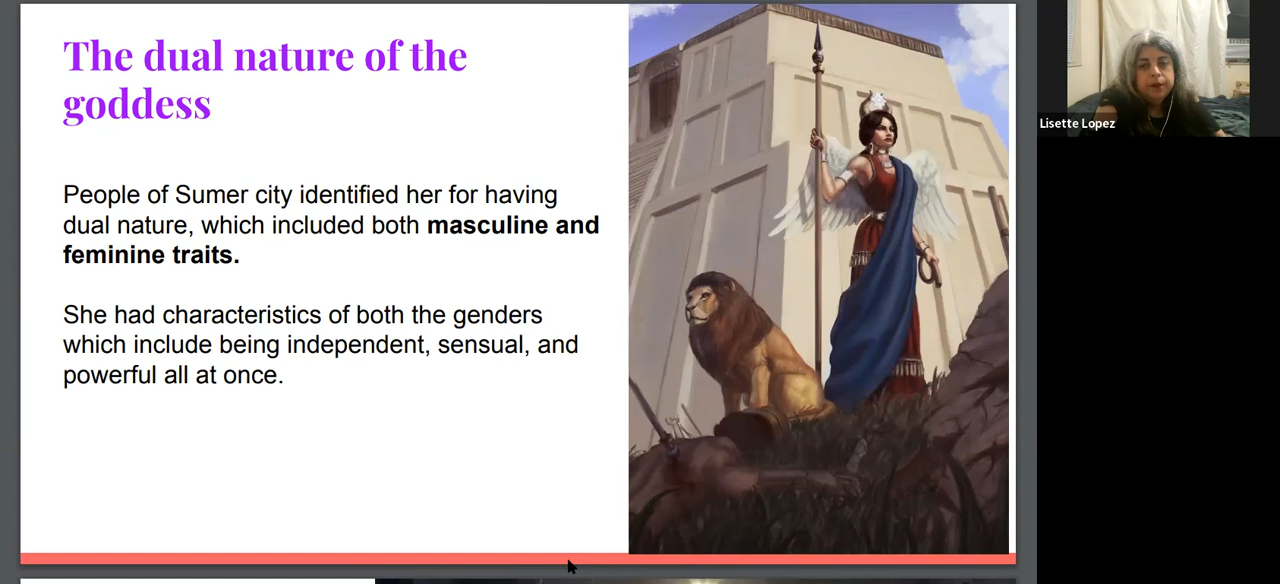 The dual nature of the
goddess
People of Sumer city identified her for having
dual nature, which included both masculine and
feminine traits.
She had characteristics of both the genders
which include being independent, sensual, and
powerful all at once.
Lisette Lopez